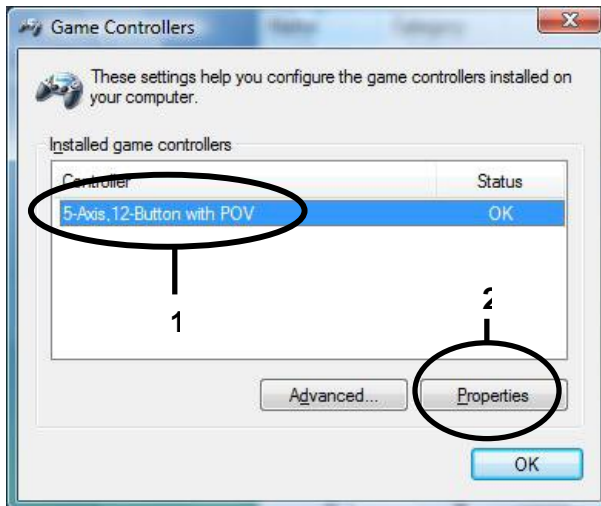 Game Controllers
These settings help you configure the game controllers installed on
your computer.
Installed game controllers
Controller Status
5-Axis,12-Button with POV OK
1
2
Advanced... Properties
OK